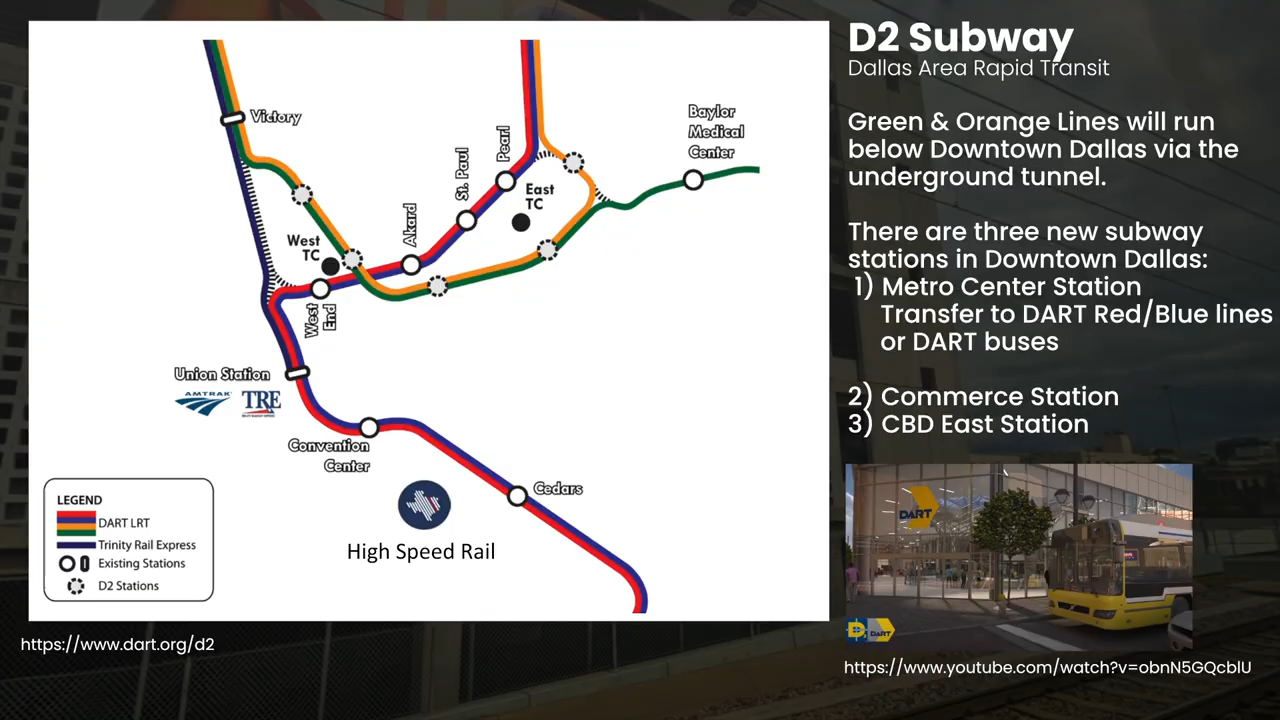 D2 Subway
Dallas Area Rapid Transit
Green & Orange Lines will run
below Downtown Dallas via the
underground tunnel.
There are three new subway
stations in Downtown Dallas:
1) Metro Center Station
Transfer to DART Red/Blue lines
or DART buses
2) Commerce Station
3) CBD East Station
Victory
Baylor
Medical
Center
Pearl
St. Paul
East
TC
Akard
West
TC
West
End
Union Station
AMTRAK
TRE
Convention
Center
Cedars
High Speed Rail
LEGEND
DART LRT
Trinity Rail Express
Existing Stations
D2 Stations
DART
D2
DART
https://www.dart.org/d2
https://www.youtube.com/watch?v=obnN5GQcblU